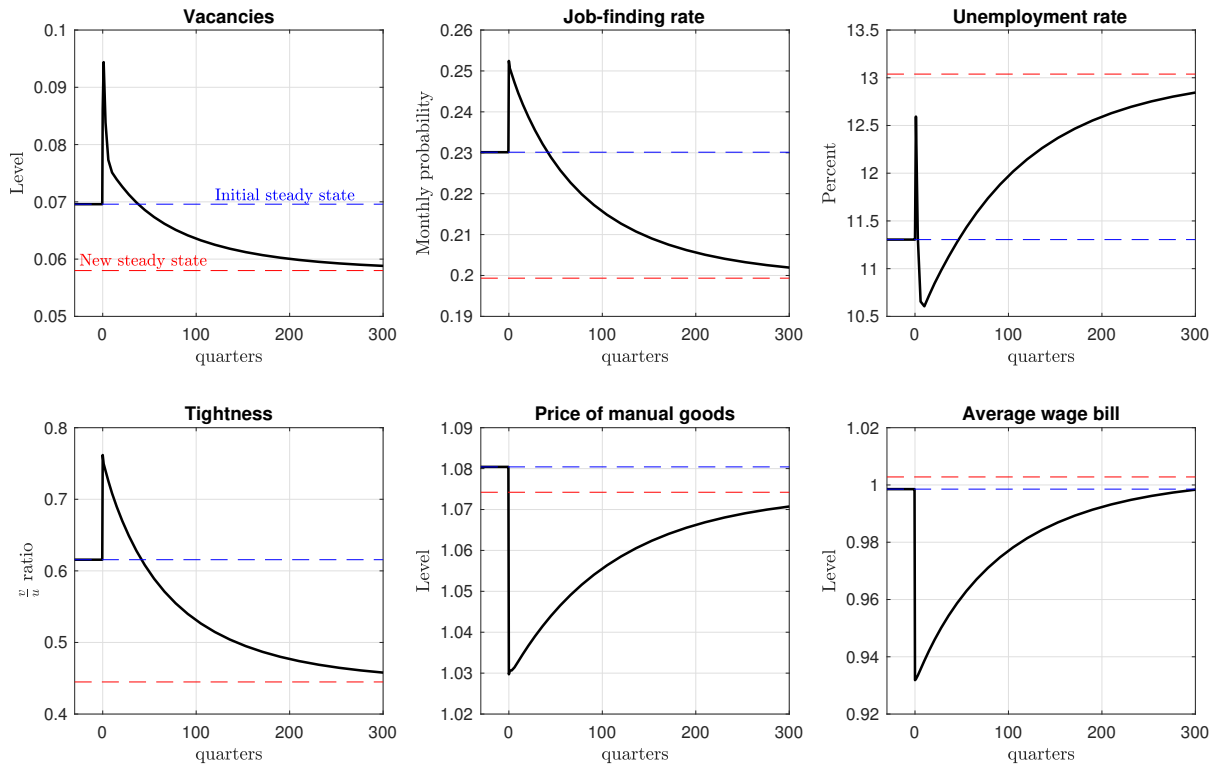 Vacancies
0.1
0.09
0.08
0.07
0.06
0.05
Level
Initial steady state
New steady state
0 100 200 300
quarters
Job-finding rate
0.26
0.25
0.24
0.23
0.22
0.21
0.2
0.19
Monthly probability
0 100 200 300
quarters
Unemployment rate
13.5
13
12.5
12
11.5
11
10.5
Percent
0 100 200 300
quarters
Tightness
0.8
0.7
0.6
0.5
0.4
v/u ratio
0 100 200 300
quarters
Price of manual goods
1.09
1.08
1.07
1.06
1.05
1.04
1.03
1.02
Level
0 100 200 300
quarters
Average wage bill
1.02
1
0.98
0.96
0.94
0.92
Level
0 100 200 300
quarters